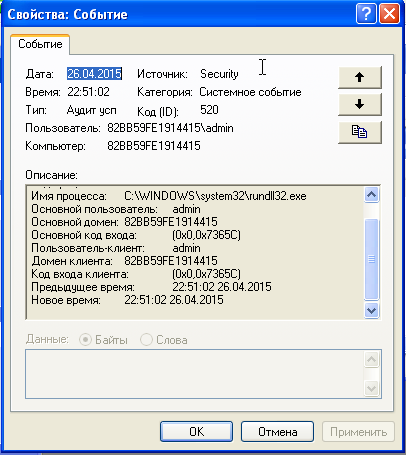 Свойства: Событие
Событие
Дата: 26.04.2015 Источник: Security
Время: 22:51:02 Категория: Системное событие
Тип: Аудит усп Код (ID): 520
Пользователь: 82BB59FE1914415\admin
Компьютер: 82BB59FE1914415
Описание:
Имя процесса: C:\WINDOWS\system32\rundll32.exe
Основной пользователь: admin
Основной домен: 82BB59FE1914415
Основной код входа: (0x0,0x7365C)
Пользователь-клиент: admin
Домен клиента: 82BB59FE1914415
Код входа клиента: (0x0,0x7365C)
Предыдущее время: 22:51:02 26.04.2015
Новое время: 22:51:02 26.04.2015
Данные: Байты Слова
ОК Отмена Применить